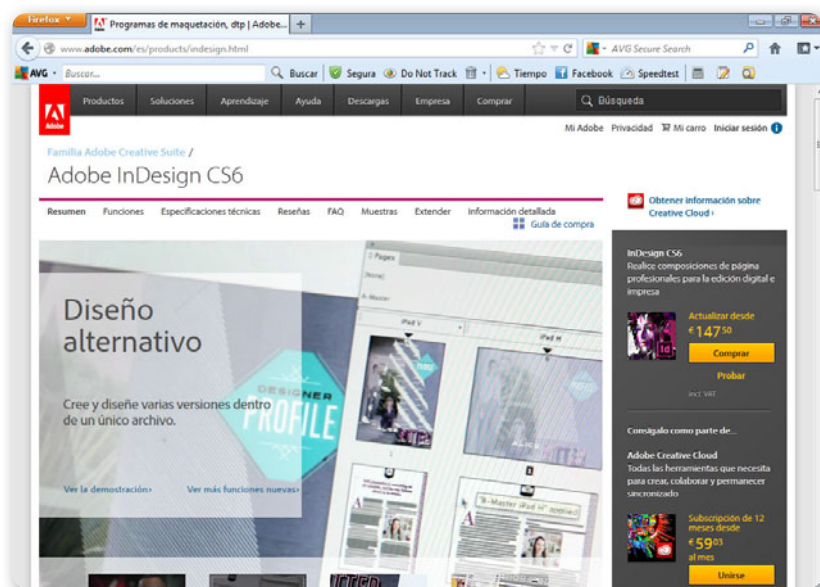 Firefox
Programas de maquetación, dtp | Adobe...
www.adobe.com/es/products/indesign.html
AVG Secure Search
AVG
Buscar...
Buscar
Segura
Do Not Track
Tiempo
Facebook
Speedtest
Productos Soluciones Aprendizaje Ayuda Descargas Empresa Comprar
Búsqueda
Adobe
Mi Adobe Privacidad Mi carro Iniciar sesión
Familia Adobe Creative Suite /
Adobe InDesign CS6
Resumen Funciones Especificaciones técnicas Reseñas FAQ Muestras Extender Información detallada
Guía de compra
Diseño
alternativo
Cree y diseñe varias versiones dentro
de un único archivo.
Ver la demostración›
Ver más funciones nuevas›
Pages
[None]
A-Master
iPad V
iPad H
DESIGNER
PROFILE
"B-Master iPad H" applied
Obtener información sobre
Creative Cloud›
InDesign CS6
Realice composiciones de página
profesionales para la edición digital e
impresa
Id
Actualizar desde
€147 50
Comprar
Probar
incl. VAT
Consígalo como parte de...
Adobe Creative Cloud
Todas las herramientas que necesita
para crear, colaborar y permanecer
sincronizado
Subscripción de 12
meses desde
€5903
al mes
Unirse